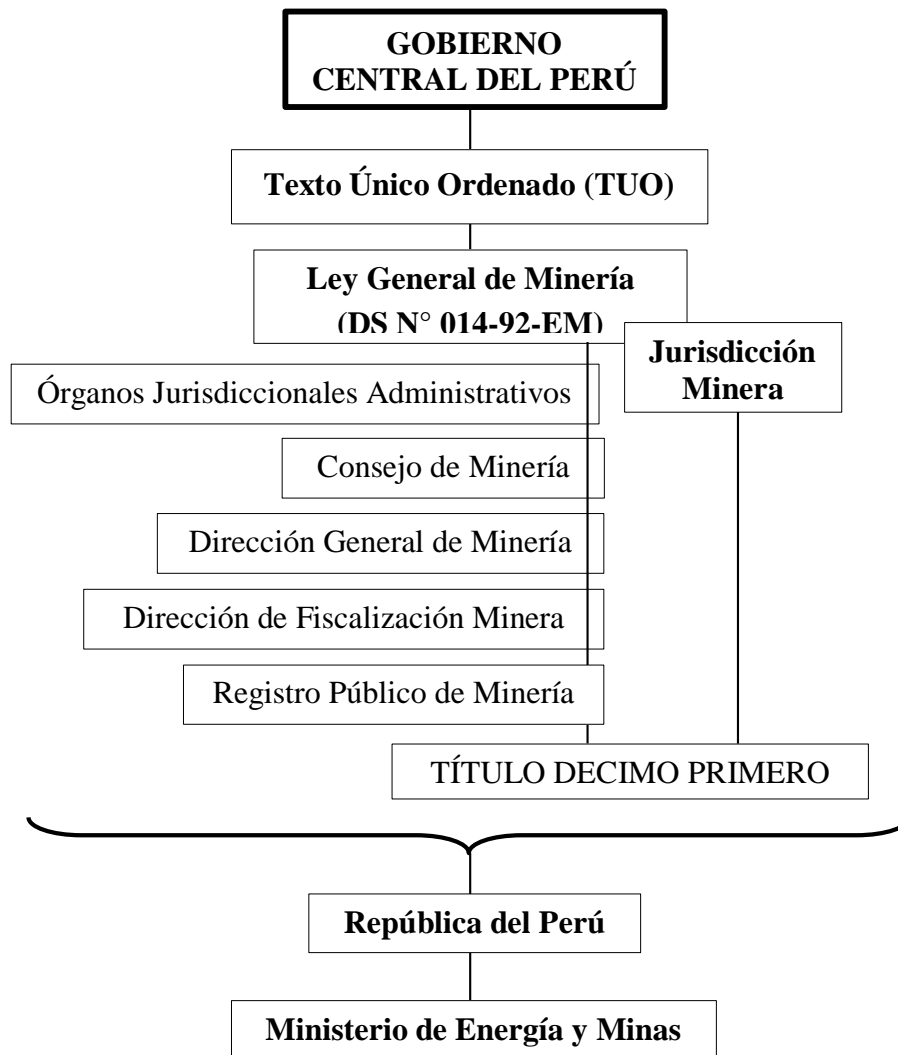 GOBIERNO
CENTRAL DEL PERÚ
Texto Único Ordenado (TUO)
Ley General de Minería
(DS N° 014-92-EM)
Jurisdicción
Minera
Órganos Jurisdiccionales Administrativos
Consejo de Minería
Dirección General de Minería
Dirección de Fiscalización Minera
Registro Público de Minería
TÍTULO DECIMO PRIMERO
República del Perú
Ministerio de Energía y Minas